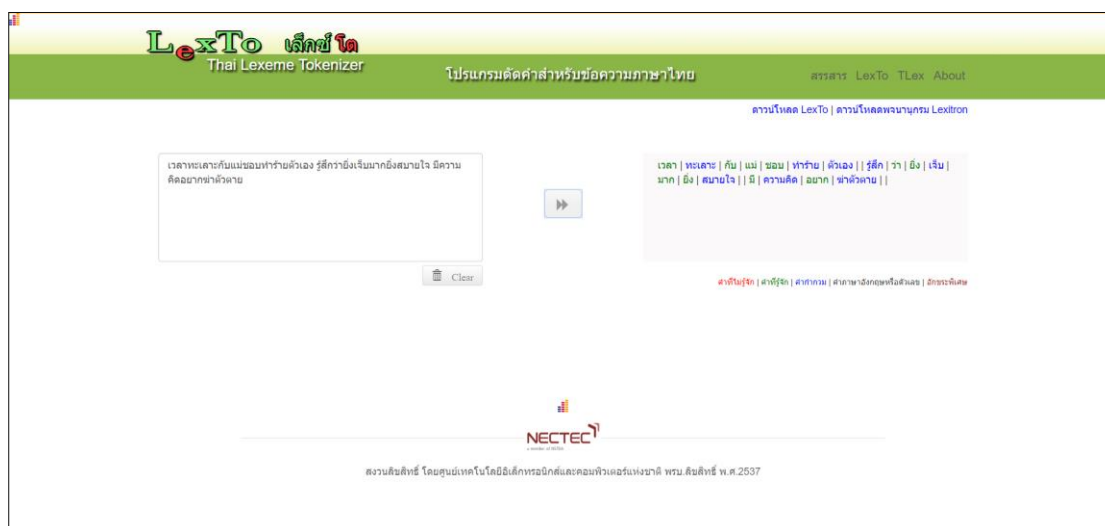 LexTo เล็กซ์โต
Thai Lexeme Tokenizer
โปรแกรมตัดคำสำหรับข้อความภาษาไทย
สรรสาร LexTo TLex About
ดาวน์โหลด LexTo | ดาวน์โหลดพจนานุกรม Lexitron
เวลาทะเลาะกับแม่ชอบทำร้ายตัวเอง รู้สึกว่ายิ่งเจ็บมากยิ่งสบายใจ มีความ
คิดอยากฆ่าตัวตาย
เวลา | ทะเลาะ | กับ | แม่ | ชอบ | ทำร้าย | ตัวเอง | | รู้สึก | ว่า | ยิ่ง | เจ็บ |
มาก | ยิ่ง | สบายใจ | | มี | ความคิด | อยาก | ฆ่าตัวตาย | |
Clear
คำที่ไม่รู้จัก | คำที่รู้จัก | คำกำกวม | คำภาษาอังกฤษหรือตัวเลข | อักขระพิเศษ
NECTEC
a member of NSTDA
สงวนลิขสิทธิ์ โดยศูนย์เทคโนโลยีอิเล็กทรอนิกส์และคอมพิวเตอร์แห่งชาติ พรบ.ลิขสิทธิ์ พ.ศ.2537